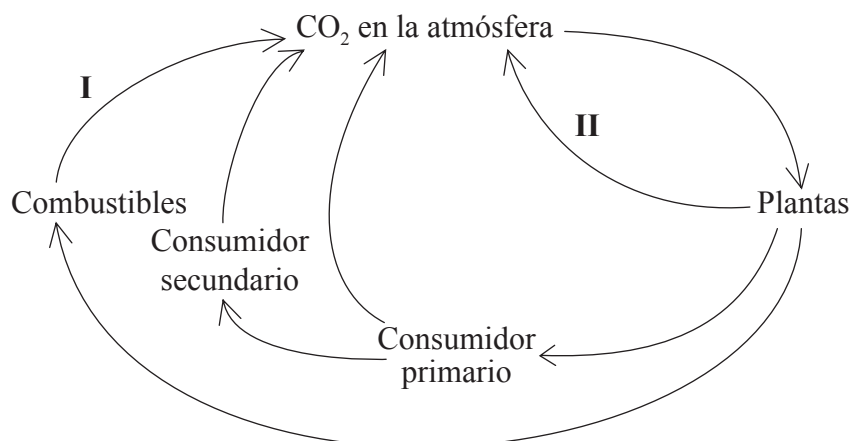 CO₂ en la atmósfera
I
II
Combustibles
Plantas
Consumidor
secundario
Consumidor
primario